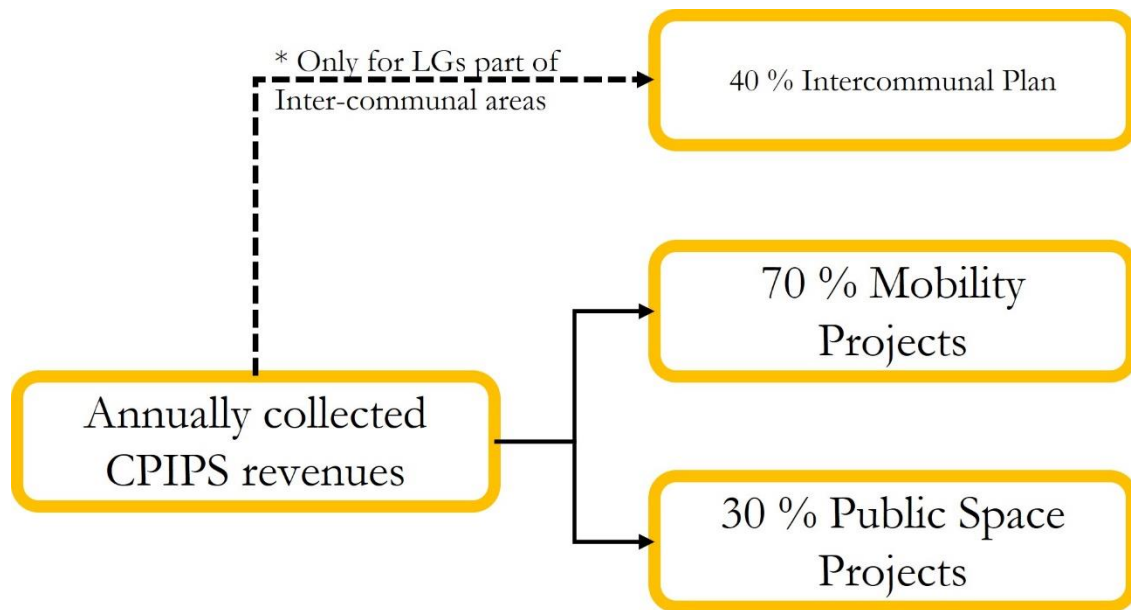 * Only for LGs part of
Inter-communal areas
40 % Intercommunal Plan
70 % Mobility
Projects
Annually collected
CPIPS revenues
30 % Public Space
Projects